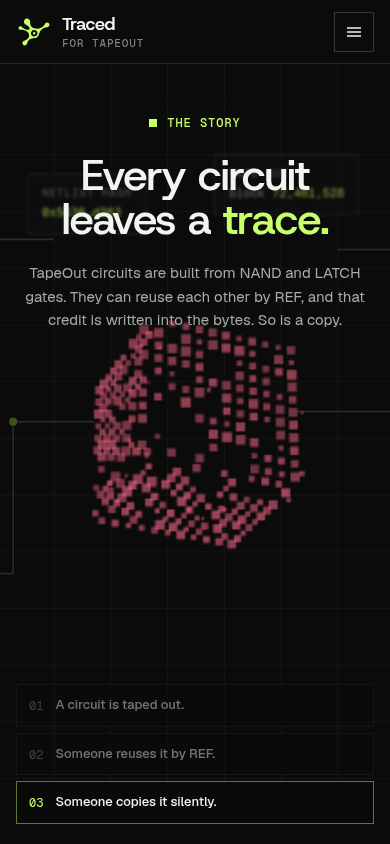 Traced
FOR TAPEOUT
THE STORY
Every circuit
leaves a trace.
TapeOut circuits are built from NAND and LATCH
gates. They can reuse each other by REF, and that
credit is written into the bytes. So is a copy.
01 A circuit is taped out.
02 Someone reuses it by REF.
03 Someone copies it silently.